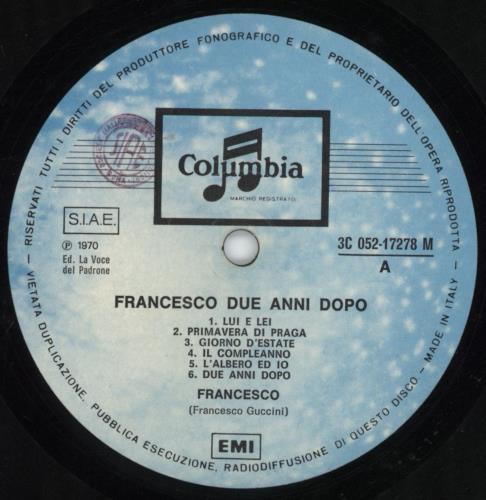 RISERVATI TUTTI I DIRITTI DEL PRODUTTORE FONOGRAFICO E DEL PROPRIETARIO DELL'OPERA RIPRODOTTA
Columbia
MARCHIO REGISTRATO
S.I.A.E.
℗ 1970
Ed. La Voce
del Padrone
3C 052-17278 M
A
FRANCESCO DUE ANNI DOPO
1. LUI E LEI
2. PRIMAVERA DI PRAGA
3. GIORNO D'ESTATE
4. IL COMPLEANNO
5. L'ALBERO ED IO
6. DUE ANNI DOPO
FRANCESCO
(Francesco Guccini)
EMI
VIETATA DUPLICAZIONE, PUBBLICA ESECUZIONE, RADIODIFFUSIONE DI QUESTO DISCO - MADE IN ITALY -